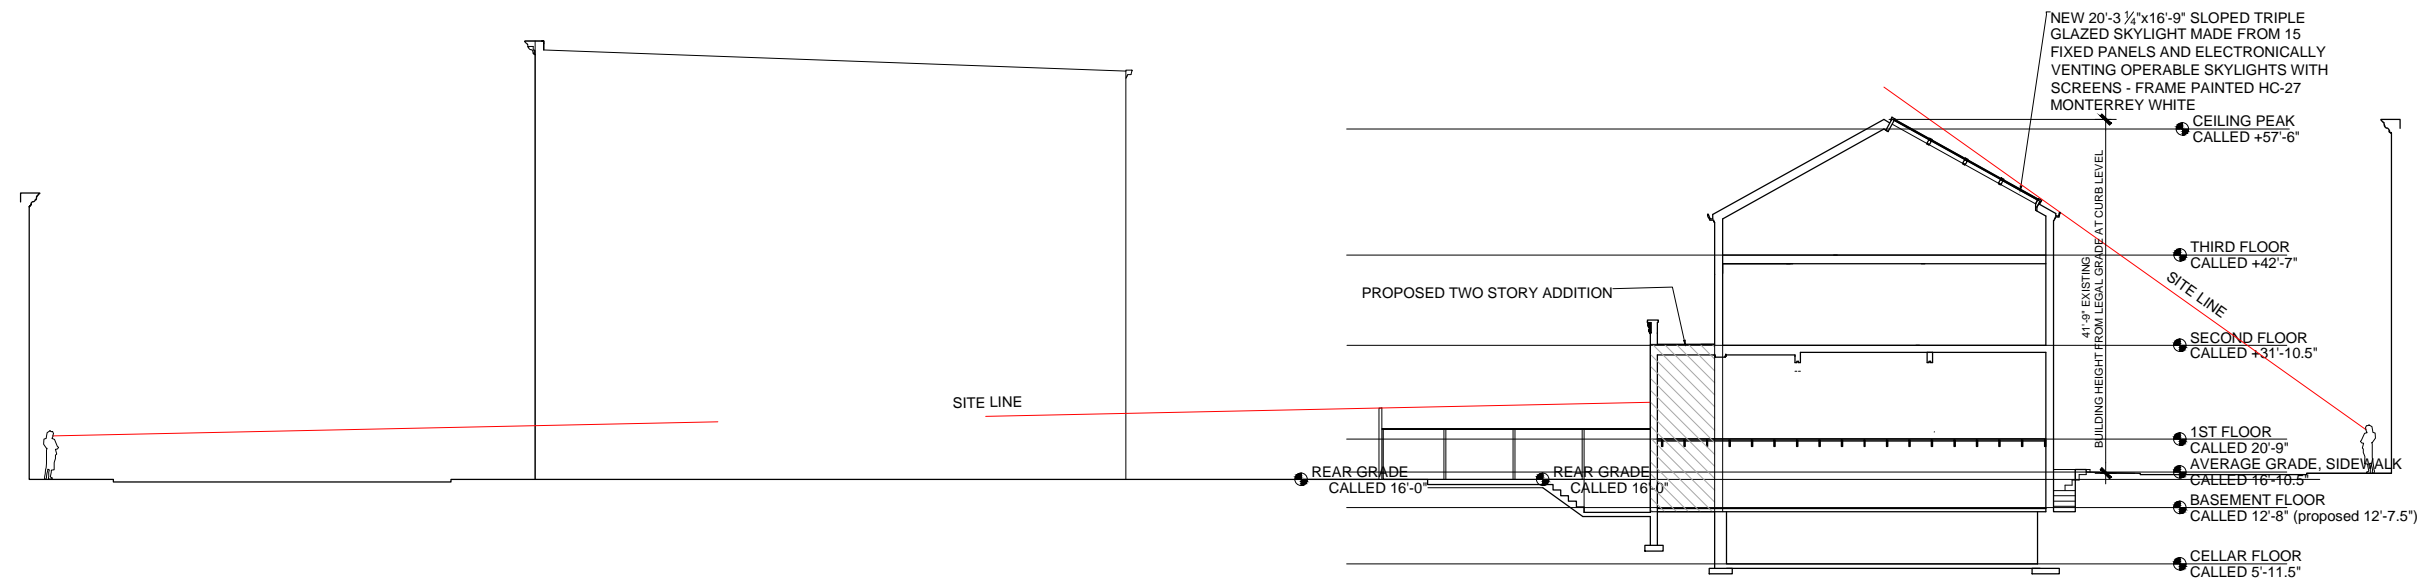 NEW 20'-3 ¼"x16'-9" SLOPED TRIPLE
GLAZED SKYLIGHT MADE FROM 15
FIXED PANELS AND ELECTRONICALLY
VENTING OPERABLE SKYLIGHTS WITH
SCREENS - FRAME PAINTED HC-27
MONTERREY WHITE
CEILING PEAK
CALLED +57'-6"
THIRD FLOOR
CALLED +42'-7"
SITE LINE
41'-9" EXISTING
BUILDING HEIGHT FROM LEGAL GRADE AT CURB LEVEL
PROPOSED TWO STORY ADDITION
SECOND FLOOR
CALLED +31'-10.5"
SITE LINE
1ST FLOOR
CALLED 20'-9"
AVERAGE GRADE, SIDEWALK
CALLED 16'-10.5"
REAR GRADE
CALLED 16'-0"
REAR GRADE
CALLED 16'-0"
BASEMENT FLOOR
CALLED 12'-8" (proposed 12'-7.5")
CELLAR FLOOR
CALLED 5'-11.5"